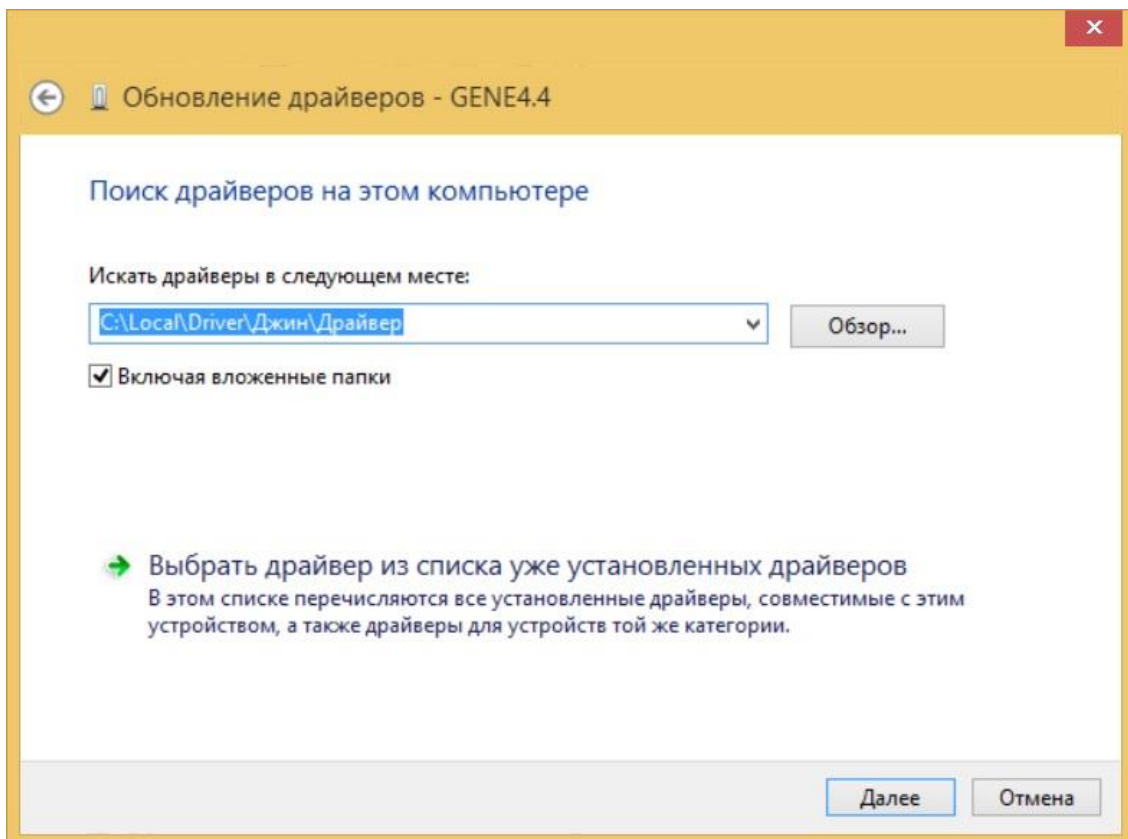 Обновление драйверов - GENE4.4
Поиск драйверов на этом компьютере
Искать драйверы в следующем месте:
C:\Local\Driver\Джин\Драйвер
Обзор...
Включая вложенные папки
Выбрать драйвер из списка уже установленных драйверов
В этом списке перечисляются все установленные драйверы, совместимые с этим
устройством, а также драйверы для устройств той же категории.
Далее
Отмена